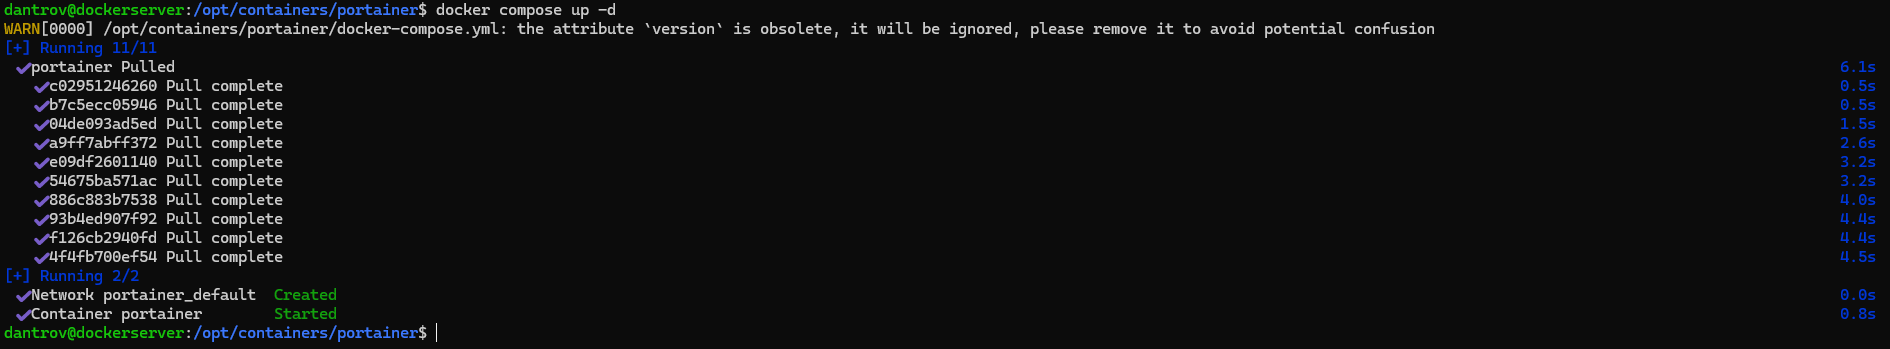 dantrov@dockerserver:/opt/containers/portainer$ docker compose up -d
WARN[0000] /opt/containers/portainer/docker-compose.yml: the attribute `version` is obsolete, it will be ignored, please remove it to avoid potential confusion
[+] Running 11/11
✔portainer Pulled 6.1s
✔c02951246260 Pull complete 0.5s
✔b7c5ecc05946 Pull complete 0.5s
✔04de093ad5ed Pull complete 1.5s
✔a9ff7abff372 Pull complete 2.6s
✔e09df2601140 Pull complete 3.2s
✔54675ba571ac Pull complete 3.2s
✔886c883b7538 Pull complete 4.0s
✔93b4ed907f92 Pull complete 4.4s
✔f126cb2940fd Pull complete 4.4s
✔4f4fb700ef54 Pull complete 4.5s
[+] Running 2/2
✔Network portainer_default Created 0.0s
✔Container portainer Started 0.8s
dantrov@dockerserver:/opt/containers/portainer$